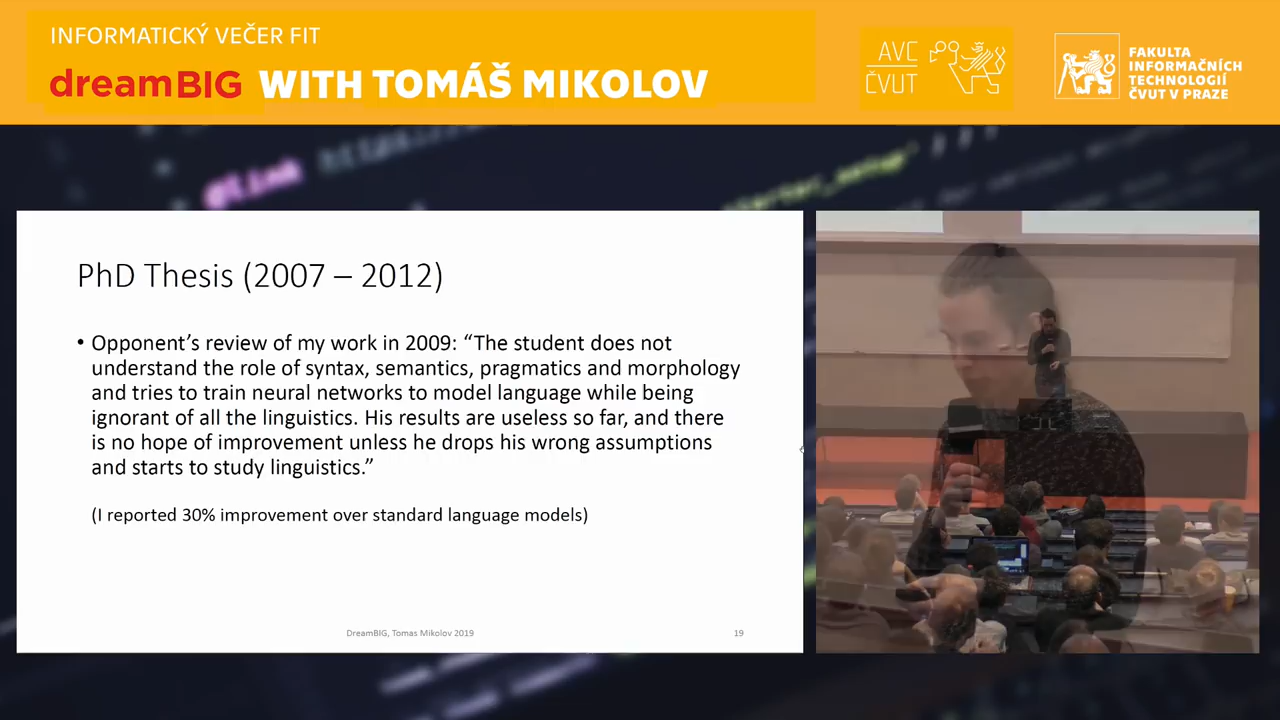 INFORMATICKÝ VEČER FIT
dreamBIG WITH TOMÁŠ MIKOLOV
AVC
ČVUT
FAKULTA
INFORMAČNÍCH
TECHNOLOGIÍ
ČVUT V PRAZE
@link https:
starter_setup' ) ) ;
PhD Thesis (2007 – 2012)
• Opponent’s review of my work in 2009: “The student does not
understand the role of syntax, semantics, pragmatics and morphology
and tries to train neural networks to model language while being
ignorant of all the linguistics. His results are useless so far, and there
is no hope of improvement unless he drops his wrong assumptions
and starts to study linguistics.”
(I reported 30% improvement over standard language models)
DreamBIG, Tomas Mikolov 2019
19